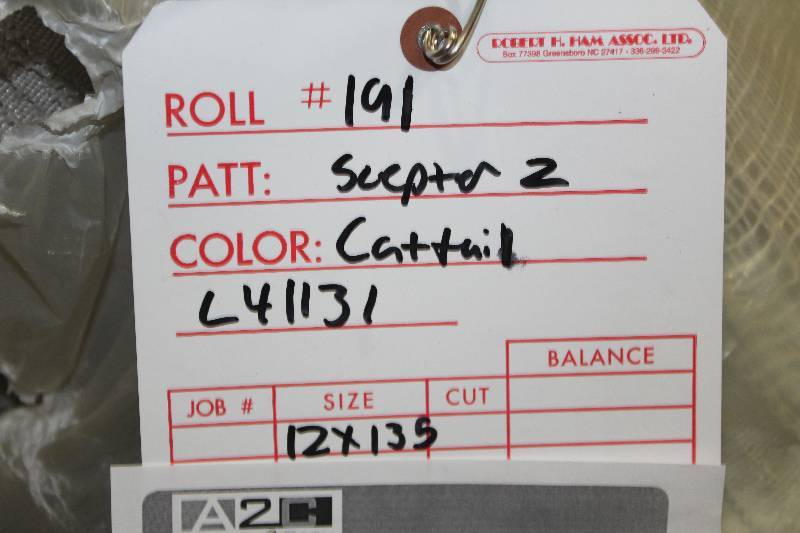 ROBERT H. HAM ASSOC. LTD.
Box 77398 Greensboro NC 27417 - 336-299-3422
ROLL # 191
PATT: Scepter 2
COLOR: Cattail
L41131
BALANCE
JOB # SIZE CUT
12X135
A2C